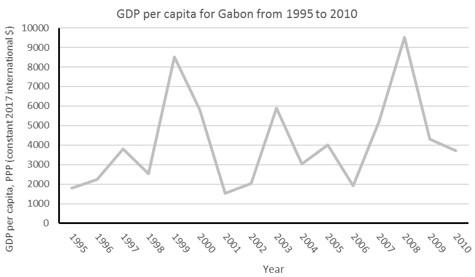 GDP per capita for Gabon from 1995 to 2010
GDP per capita, PPP (constant 2017 international $)
10000
9000
8000
7000
6000
5000
4000
3000
2000
1000
0
1995 1996 1997 1998 1999 2000 2001 2002 2003 2004 2005 2006 2007 2008 2009 2010
Year